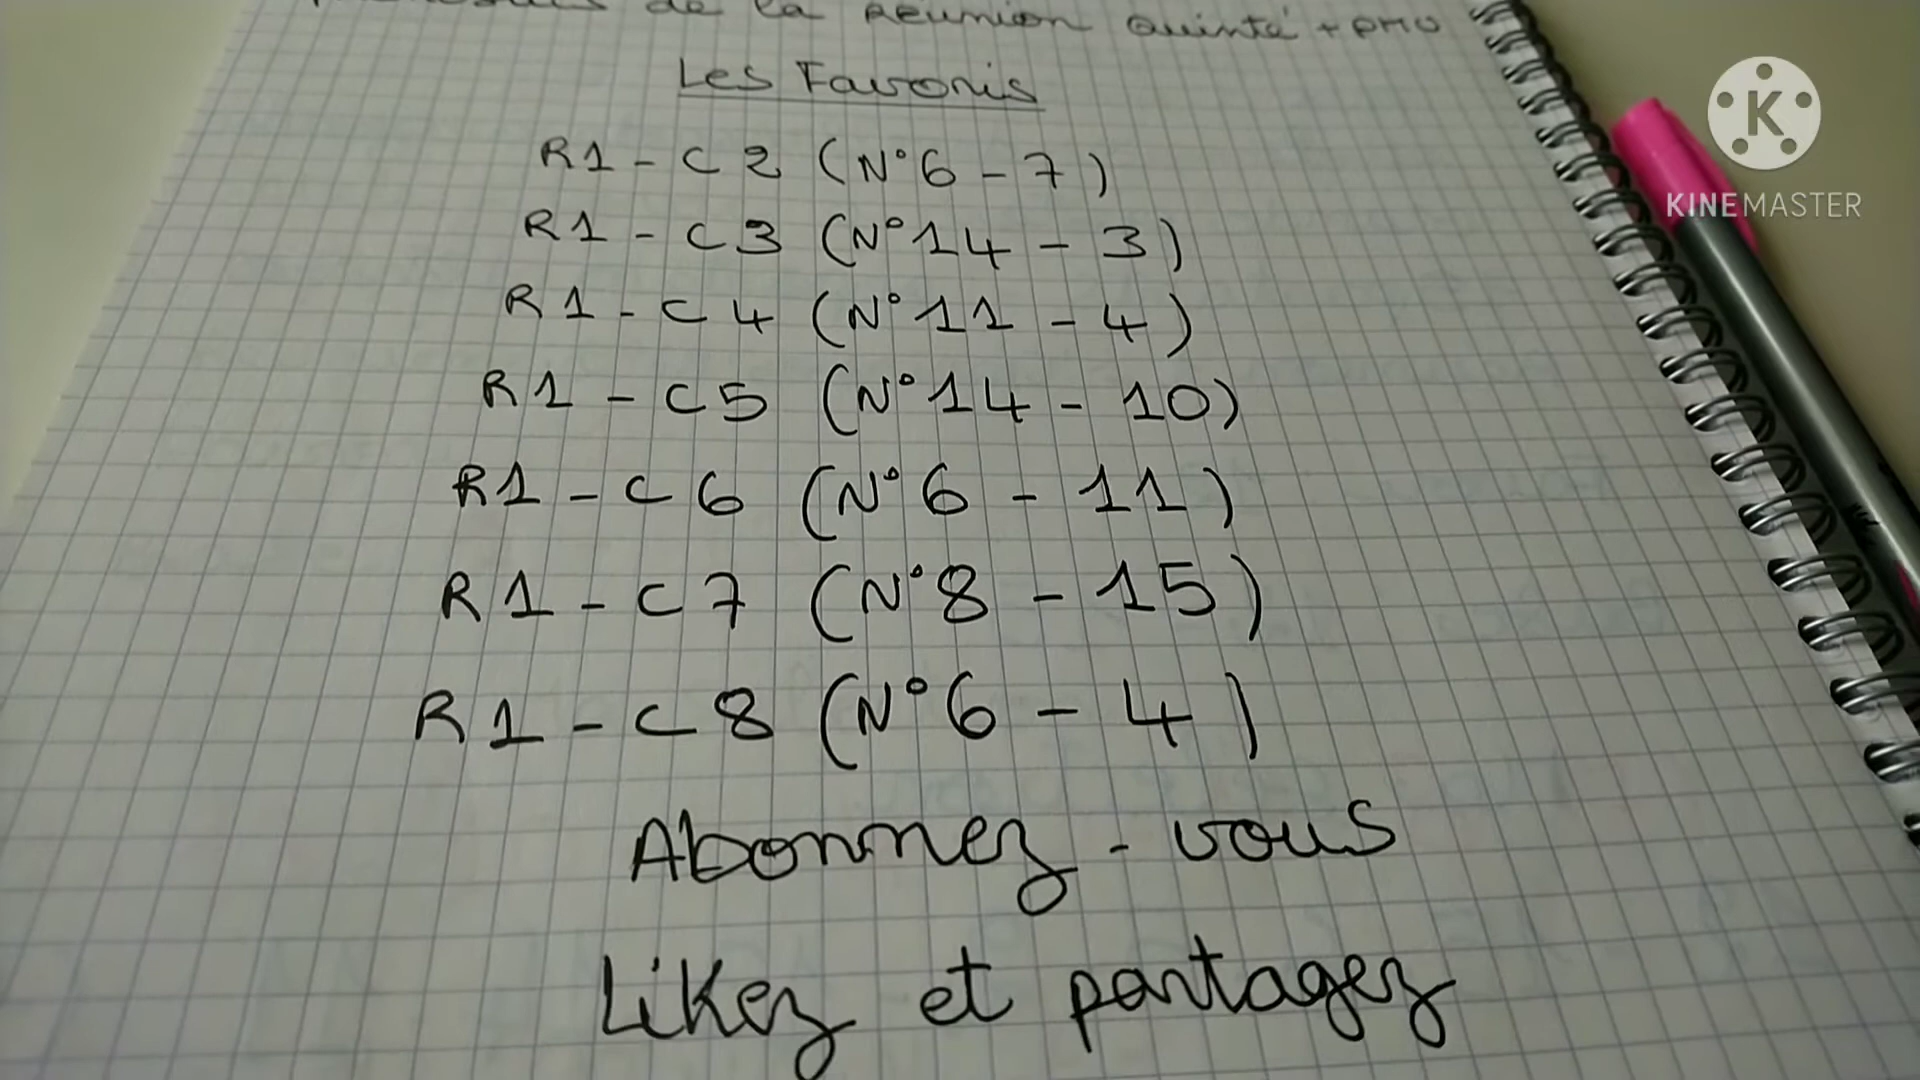 de la Réunion Quinté + PMU
Les Favoris
R1 - C2 (N°6 - 7)
R1 - C3 (N°14 - 3)
R1 - C4 (N°11 - 4)
R1 - C5 (N°14 - 10)
R1 - C6 (N°6 - 11)
R1 - C7 (N°8 - 15)
R1 - C8 (N°6 - 4)
Abonnez-vous
Likez et partagez
K
KINEMASTER